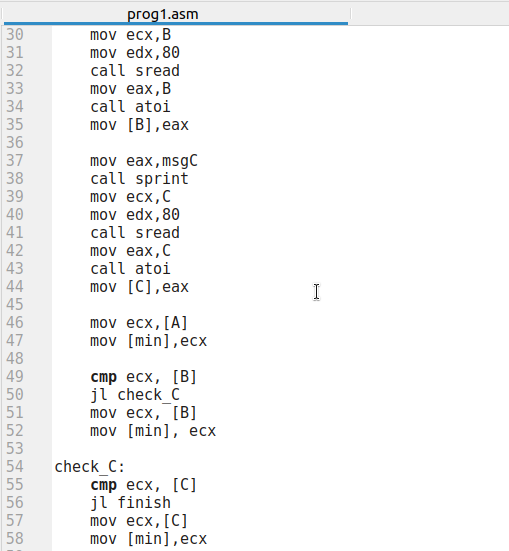 prog1.asm
30 mov ecx,B
31 mov edx,80
32 call sread
33 mov eax,B
34 call atoi
35 mov [B],eax
36
37 mov eax,msgC
38 call sprint
39 mov ecx,C
40 mov edx,80
41 call sread
42 mov eax,C
43 call atoi
44 mov [C],eax
45
46 mov ecx,[A]
47 mov [min],ecx
48
49 cmp ecx, [B]
50 jl check_C
51 mov ecx, [B]
52 mov [min], ecx
53
54 check_C:
55 cmp ecx, [C]
56 jl finish
57 mov ecx,[C]
58 mov [min],ecx